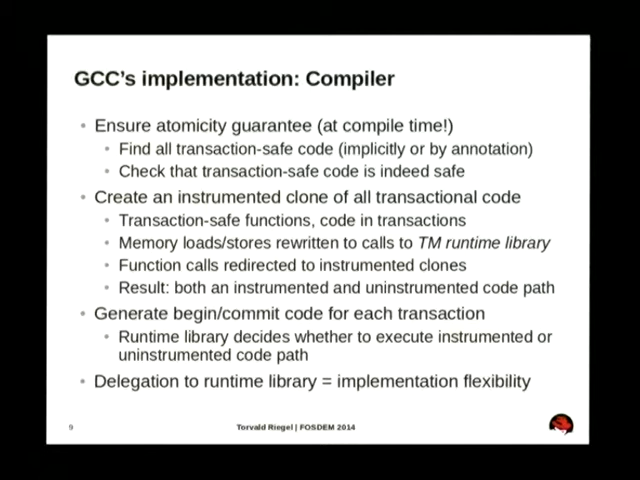 GCC's implementation: Compiler
• Ensure atomicity guarantee (at compile time!)
• Find all transaction-safe code (implicitly or by annotation)
• Check that transaction-safe code is indeed safe
• Create an instrumented clone of all transactional code
• Transaction-safe functions, code in transactions
• Memory loads/stores rewritten to calls to TM runtime library
• Function calls redirected to instrumented clones
• Result: both an instrumented and uninstrumented code path
• Generate begin/commit code for each transaction
• Runtime library decides whether to execute instrumented or
uninstrumented code path
• Delegation to runtime library = implementation flexibility
9
Torvald Riegel | FOSDEM 2014